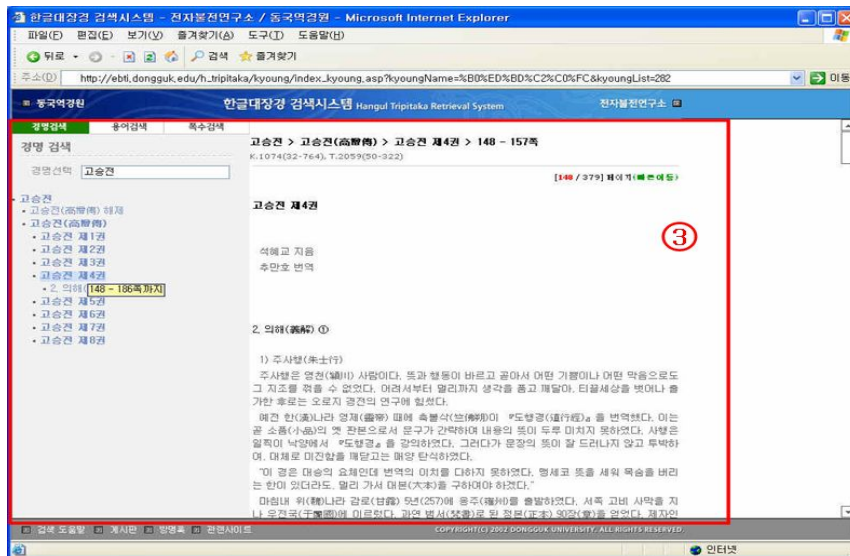 한글대장경 검색시스템 - 전자불전연구소 / 동국역경원 - Microsoft Internet Explorer
파일(F) 편집(E) 보기(V) 즐겨찾기(A) 도구(T) 도움말(H)
뒤로 검색 즐겨찾기
주소(D) http://ebti.dongguk.edu/h_tripitaka/kyoung/index_kyoung.asp?kyoungName=%B0%ED%BD%C2%C0%FC&kyoungList=282 이동
동국역경원 한글대장경 검색시스템 Hangul Tripitaka Retrieval System 전자불전연구소
경명검색 용어검색 쪽수검색
경명 검색
경명선택 고승전
고승전
고승전(高僧傳) 해제
고승전(高僧傳)
고승전 제1권
고승전 제2권
고승전 제3권
고승전 제4권
2. 의해( 148 - 186쪽까지
고승전 제5권
고승전 제6권
고승전 제7권
고승전 제8권
고승전 > 고승전(高僧傳) > 고승전 제4권 > 148 - 157쪽
K.1074(32-764), T.2059(50-322)
[148 / 379] 페이지(빠른이동)
고승전 제4권
③
석혜교 지음
추만호 번역
2. 의해(義解) ①
1) 주사행(朱士行)
주사행은 영천(穎川) 사람이다. 뜻과 행동이 바르고 곧아서 어떤 기쁨이나 어떤 막음으로도
그 지조를 꺾을 수 없었다. 어려서부터 멀리까지 생각을 품고 깨달아, 티끌세상을 벗어나 출
가한 후로는 오로지 경전의 연구에 힘썼다.
예전 한(漢)나라 영제(靈帝) 때에 축불삭(竺佛朔)이 『도행경(道行經)』을 번역했다. 이는
곧 소품(小品)의 옛 판본으로서 문구가 간략하여 내용의 뜻이 두루 미치지 못하였다. 사행은
일찍이 낙양에서 『도행경』을 강의하였다. 그러다가 문장의 뜻이 잘 드러나지 않고 투박하
여, 대체로 미진함을 깨닫고는 매양 탄식하였다.
"이 경은 대승의 요체인데 번역의 이치를 다하지 못하였다. 맹세코 뜻을 세워 목숨을 버리
는 한이 있더라도, 멀리 가서 대본(大本)을 구하여야 하겠다."
마침내 위(魏)나라 감로(甘露) 5년(257)에 옹주(雍州)를 출발하였다. 서쪽 고비 사막을 지
나 우전국(于闐國)에 이르렀다. 과연 범서(梵書)로 된 정본(正本) 90장(章)을 얻었다. 제자인
검색 도움말 게시판 방명록 관련사이트 COPYRIGHT(C) 2002 DONGGUK UNIVERSITY. ALL RIGHTS RESERVED.
인터넷